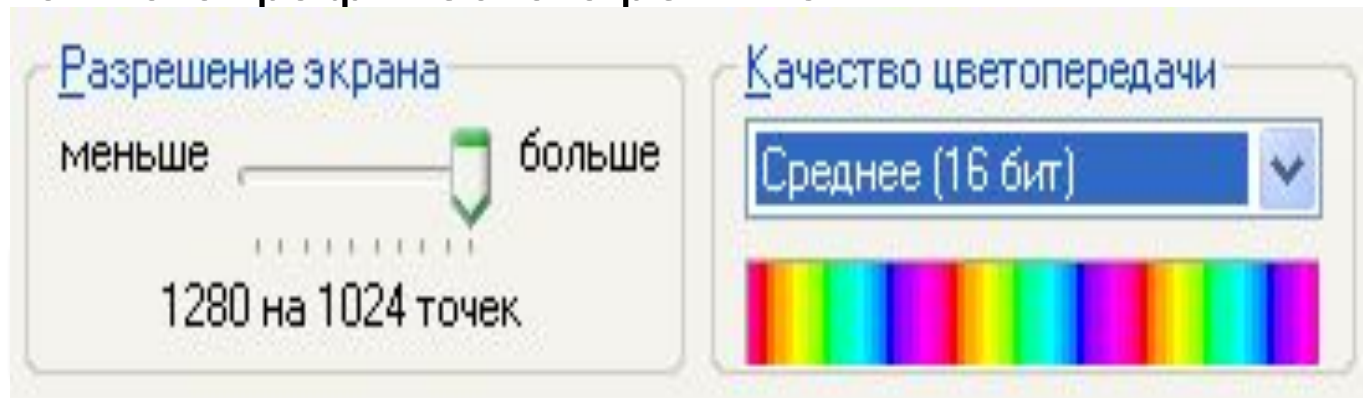 Разрешение экрана
меньше
больше
1280 на 1024 точек
Качество цветопередачи
Среднее (16 бит)